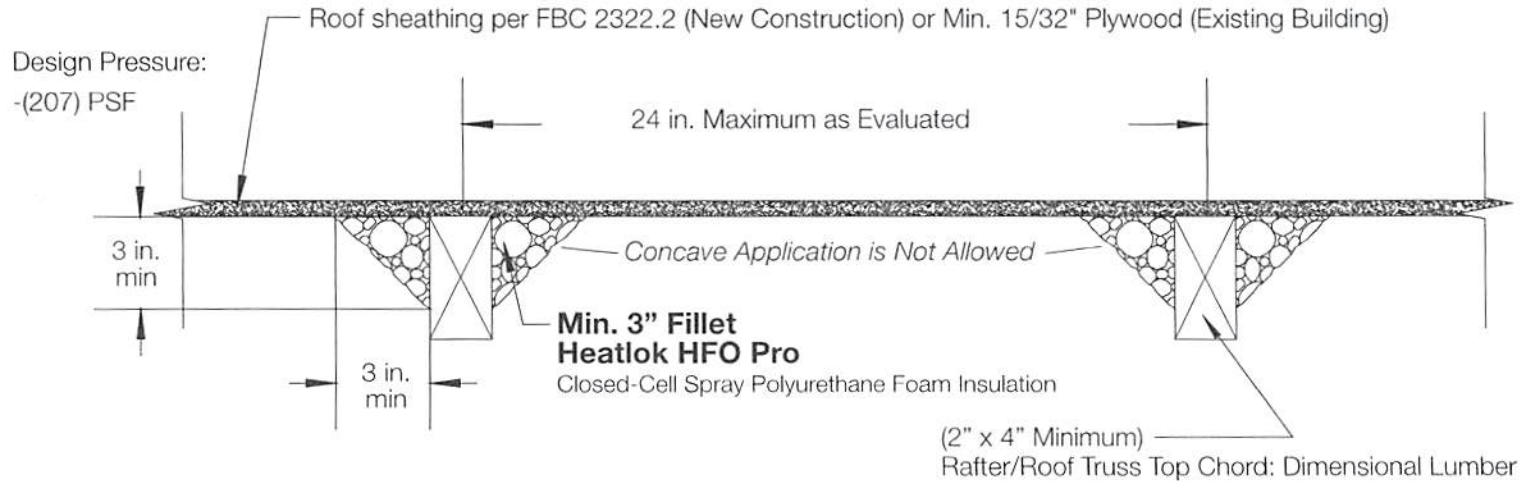 Roof sheathing per FBC 2322.2 (New Construction) or Min. 15/32" Plywood (Existing Building)
Design Pressure:
-(207) PSF
24 in. Maximum as Evaluated
3 in.
min
Concave Application is Not Allowed
Min. 3” Fillet
Heatlok HFO Pro
Closed-Cell Spray Polyurethane Foam Insulation
3 in.
min
(2” x 4” Minimum)
Rafter/Roof Truss Top Chord: Dimensional Lumber